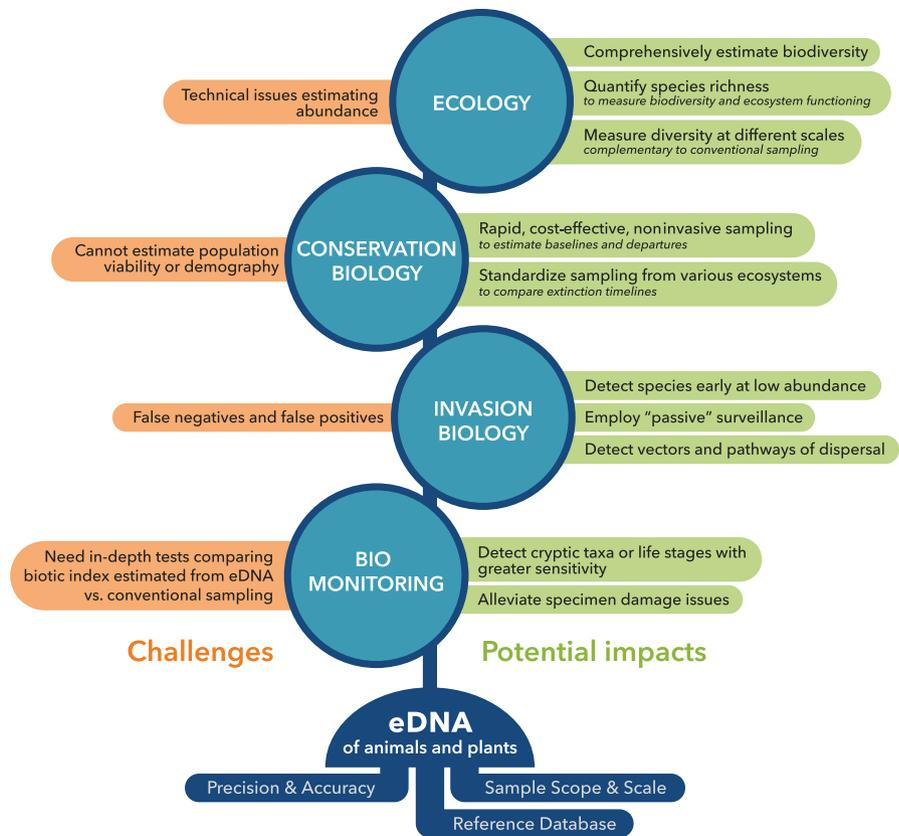 Technical issues estimating
abundance
ECOLOGY
Comprehensively estimate biodiversity
Quantify species richness
to measure biodiversity and ecosystem functioning
Measure diversity at different scales
complementary to conventional sampling
Cannot estimate population
viability or demography
CONSERVATION
BIOLOGY
Rapid, cost-effective, noninvasive sampling
to estimate baselines and departures
Standardize sampling from various ecosystems
to compare extinction timelines
False negatives and false positives
INVASION
BIOLOGY
Detect species early at low abundance
Employ “passive” surveillance
Detect vectors and pathways of dispersal
Need in-depth tests comparing
biotic index estimated from eDNA
vs. conventional sampling
BIO
MONITORING
Detect cryptic taxa or life stages with
greater sensitivity
Alleviate specimen damage issues
Challenges
Potential impacts
eDNA
of animals and plants
Precision & Accuracy
Sample Scope & Scale
Reference Database